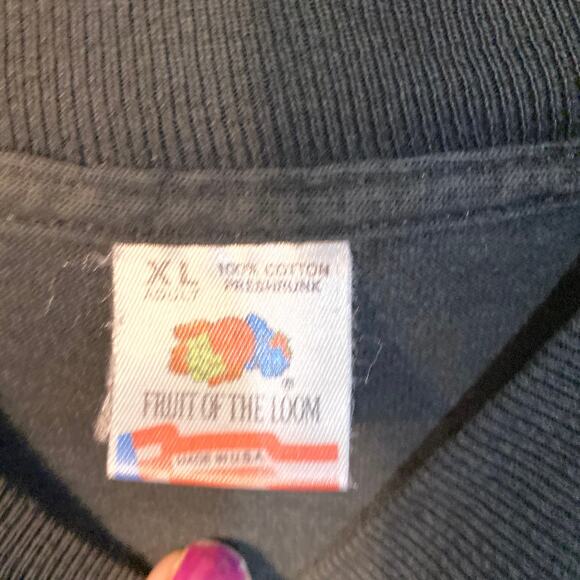 XL
ADULT
100% COTTON
PRESHRUNK
®
FRUIT OF THE LOOM
MADE IN U.S.A.